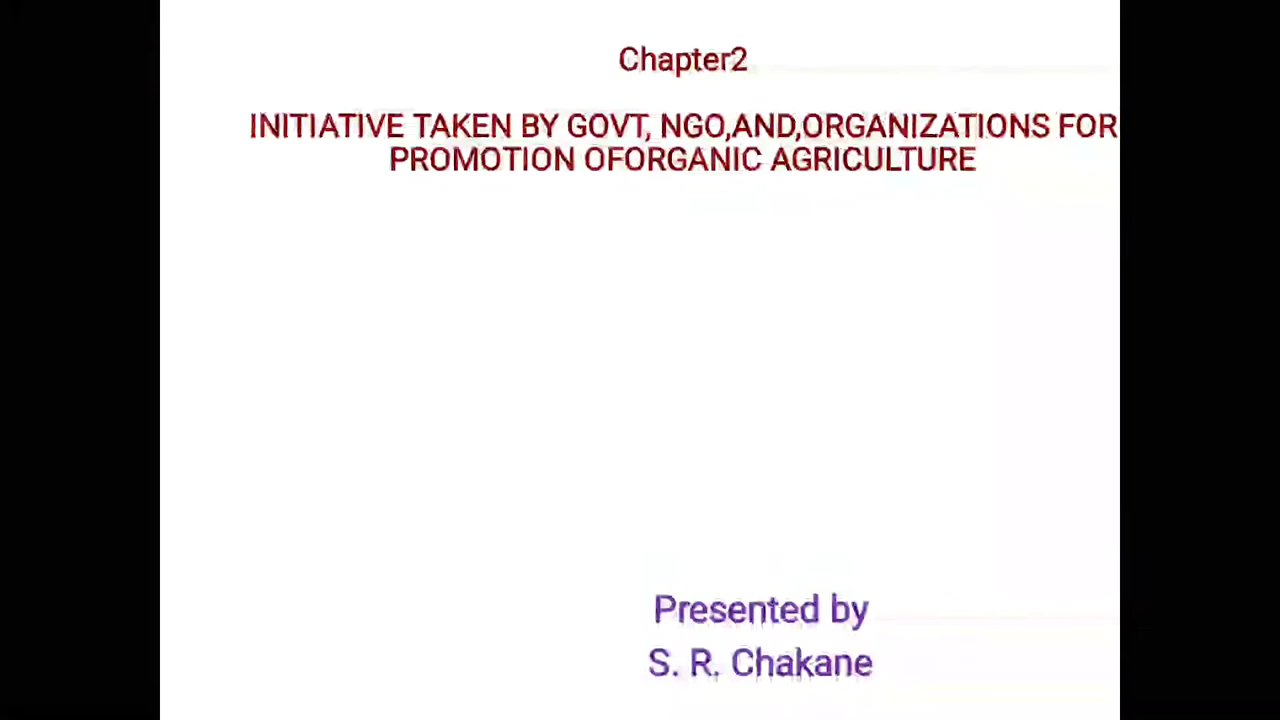 Chapter2
INITIATIVE TAKEN BY GOVT, NGO,AND,ORGANIZATIONS FOR
PROMOTION OFORGANIC AGRICULTURE
Presented by
S. R. Chakane